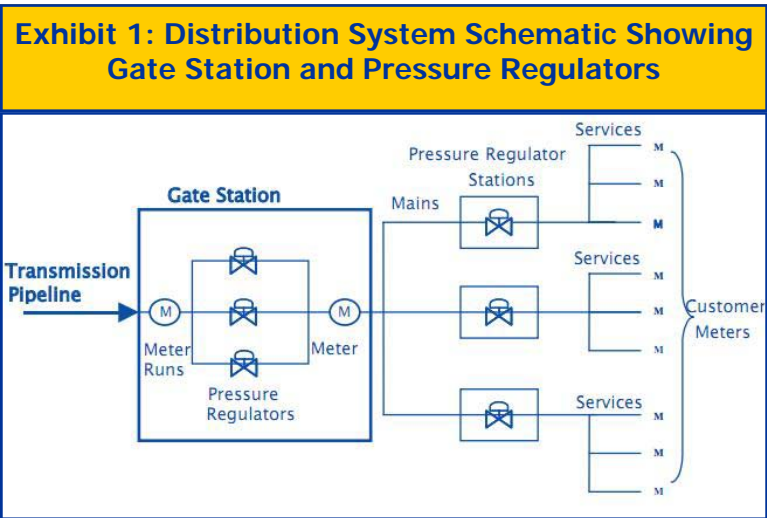 Exhibit 1: Distribution System Schematic Showing
Gate Station and Pressure Regulators
Services
M
Pressure Regulator
Stations
M
Gate Station
Mains
M
Transmission
Pipeline
Services
M
M
M
M
Customer
Meters
Meter
Runs
Meter
M
Pressure
Regulators
Services
M
M
M